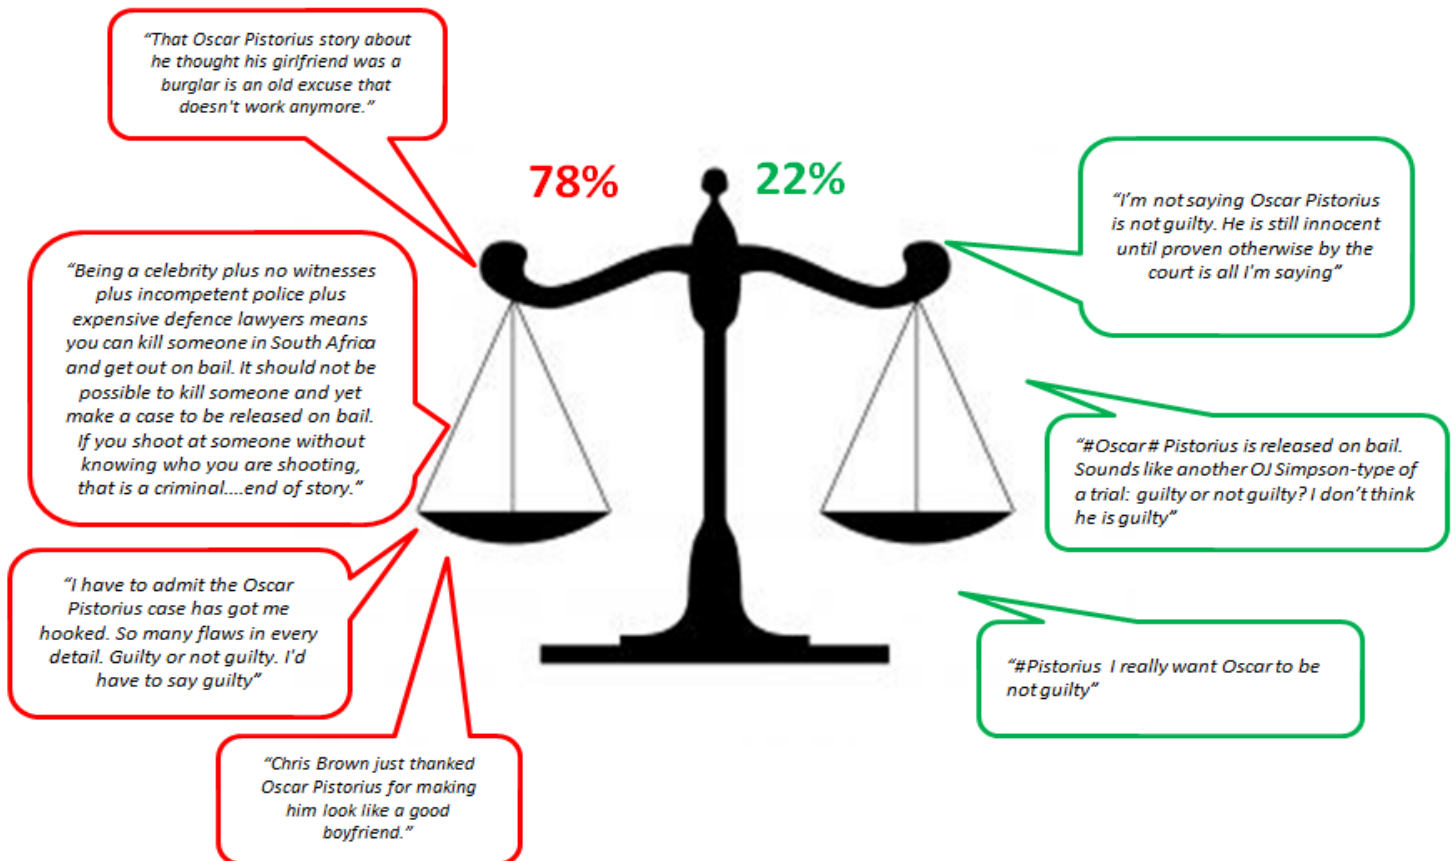 “That Oscar Pistorius story about
he thought his girlfriend was a
burglar is an old excuse that
doesn't work anymore.”
78%
22%
“I’m not saying Oscar Pistorius
is not guilty. He is still innocent
until proven otherwise by the
court is all I'm saying”
“Being a celebrity plus no witnesses
plus incompetent police plus
expensive defence lawyers means
you can kill someone in South Africa
and get out on bail. It should not be
possible to kill someone and yet
make a case to be released on bail.
If you shoot at someone without
knowing who you are shooting,
that is a criminal....end of story.”
“#Oscar# Pistorius is released on bail.
Sounds like another OJ Simpson-type of
a trial: guilty or not guilty? I don’t think
he is guilty”
“I have to admit the Oscar
Pistorius case has got me
hooked. So many flaws in every
detail. Guilty or not guilty. I'd
have to say guilty”
“#Pistorius I really want Oscar to be
not guilty”
“Chris Brown just thanked
Oscar Pistorius for making
him look like a good
boyfriend.”